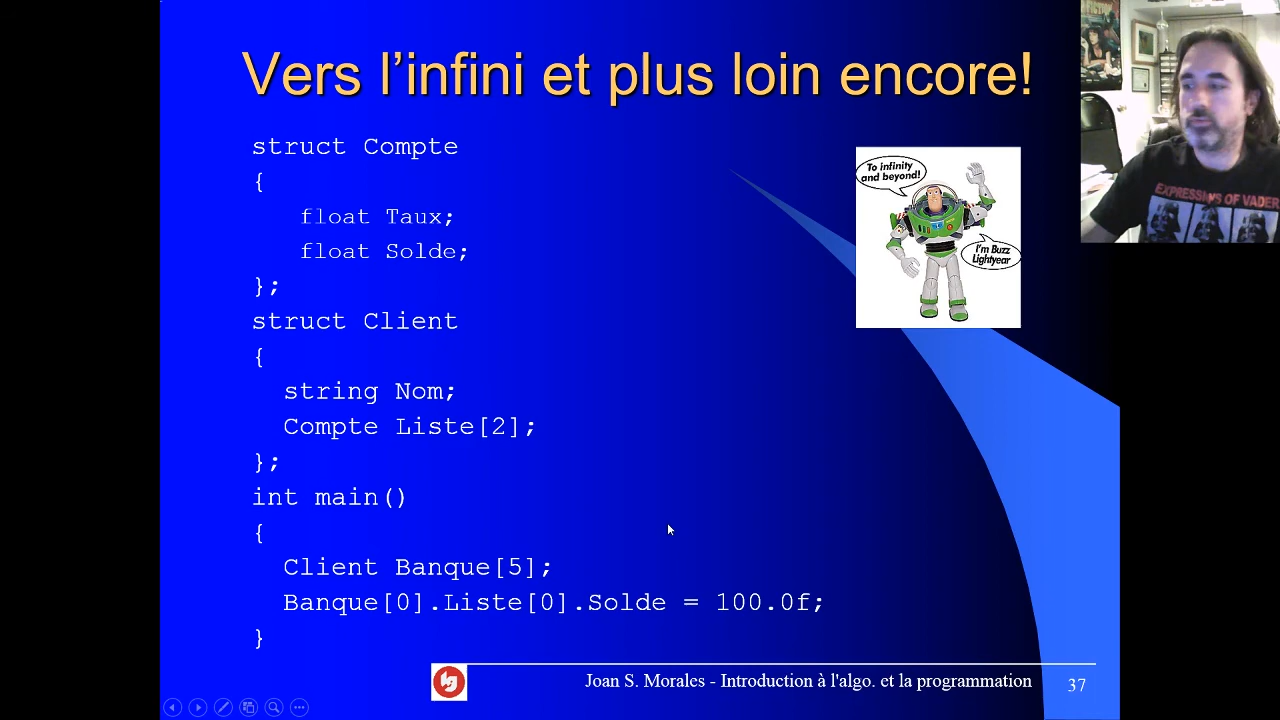 Vers l'infini et plus loin encore!
struct Compte
{
float Taux;
float Solde;
};
struct Client
{
string Nom;
Compte Liste[2];
};
int main()
{
Client Banque[5];
Banque[0].Liste[0].Solde = 100.0f;
}
To infinity
and beyond!
I'm Buzz
Lightyear
EXPRESSIONS OF VADER
Joan S. Morales - Introduction à l'algo. et la programmation
37